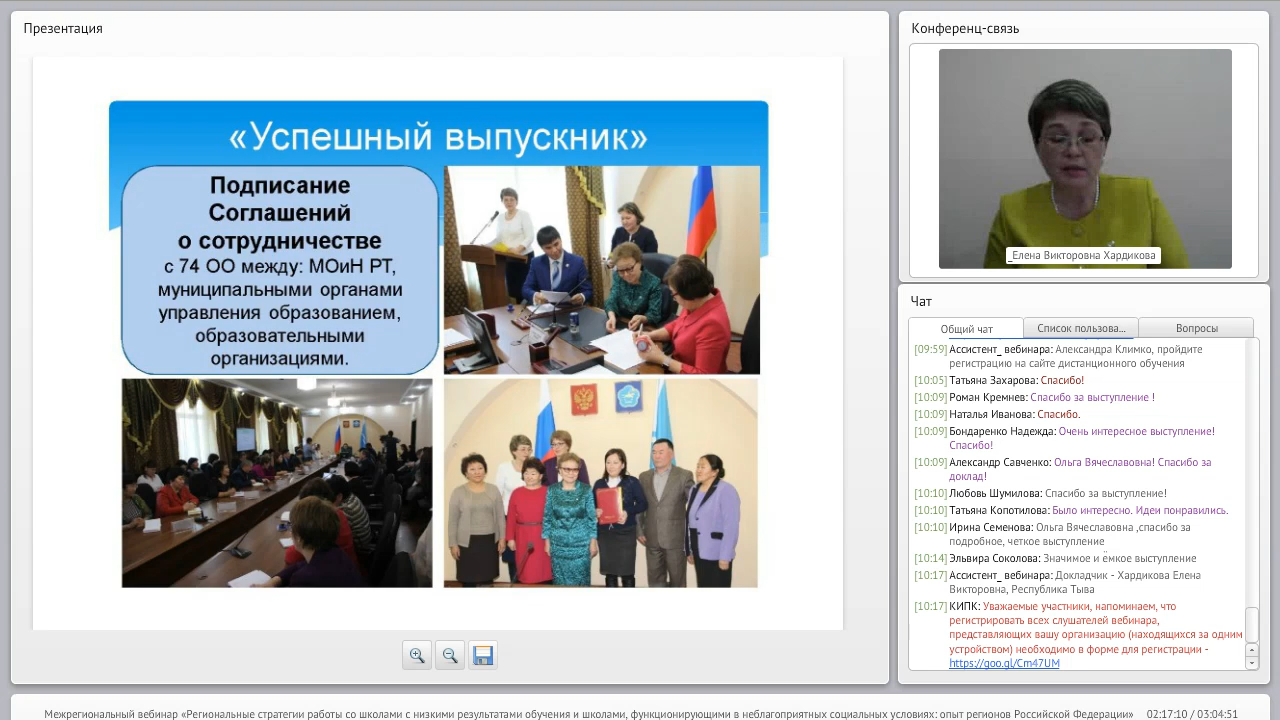 Презентация
«Успешный выпускник»
Подписание
Соглашений
о сотрудничестве
с 74 ОО между: МОиН РТ,
муниципальными органами
управления образованием,
образовательными
организациями.
Конференц-связь
_Елена Викторовна Хардикова
Чат
Общий чат
Список пользова...
Вопросы
[09:59] Ассистент_ вебинара: Александра Климко, пройдите
регистрацию на сайте дистанционного обучения
[10:05] Татьяна Захарова: Спасибо!
[10:09] Роман Кремнев: Спасибо за выступление !
[10:09] Наталья Иванова: Спасибо.
[10:09] Бондаренко Надежда: Очень интересное выступление!
Спасибо!
[10:09] Александр Савченко: Ольга Вячеславовна! Спасибо за
доклад!
[10:10] Любовь Шумилова: Спасибо за выступление!
[10:10] Татьяна Копотилова: Было интересно. Идеи понравились.
[10:10] Ирина Семенова: Ольга Вячеславовна ,спасибо за
подробное, четкое выступление
[10:14] Эльвира Соколова: Значимое и ёмкое выступление
[10:17] Ассистент_ вебинара: Докладчик - Хардикова Елена
Викторовна, Республика Тыва
[10:17] КИПК: Уважаемые участники, напоминаем, что
регистрировать всех слушателей вебинара,
представляющих вашу организацию (находящихся за одним
устройством) необходимо в форме для регистрации -
https://goo.gl/Cm47UM
Межрегиональный вебинар «Региональные стратегии работы со школами с низкими результатами обучения и школами, функционирующими в неблагоприятных социальных условиях: опыт регионов Российской Федерации» 02:17:10 / 03:04:51